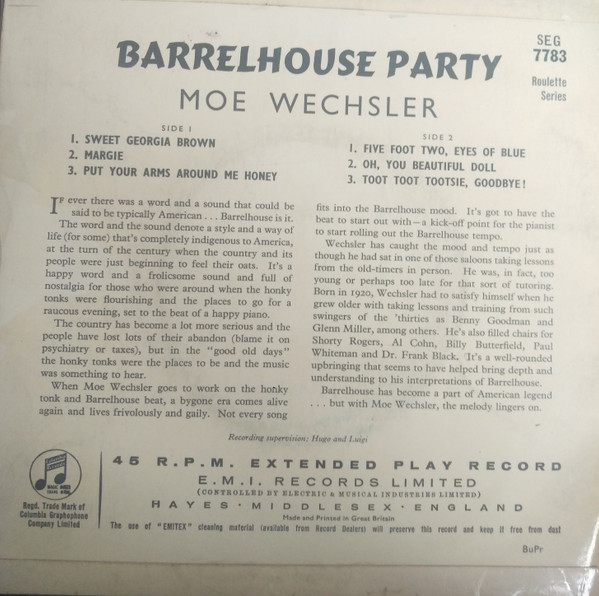 BARRELHOUSE PARTY
MOE WECHSLER
SEG
7783
Roulette
Series
SIDE 1
1. SWEET GEORGIA BROWN
2. MARGIE
3. PUT YOUR ARMS AROUND ME HONEY
SIDE 2
1. FIVE FOOT TWO, EYES OF BLUE
2. OH, YOU BEAUTIFUL DOLL
3. TOOT TOOT TOOTSIE, GOODBYE!
IF ever there was a word and a sound that could be
said to be typically American . . . Barrelhouse is it.
The word and the sound denote a style and a way of
life (for some) that's completely indigenous to America,
at the turn of the century when the country and its
people were just beginning to feel their oats. It's a
happy word and a frolicsome sound and full of
nostalgia for those who were around when the honky
tonks were flourishing and the places to go for a
raucous evening, set to the beat of a happy piano.
The country has become a lot more serious and the
people have lost lots of their abandon (blame it on
psychiatry or taxes), but in the "good old days"
the honky tonks were the places to be and the music
was something to hear.
When Moe Wechsler goes to work on the honky
tonk and Barrelhouse beat, a bygone era comes alive
again and lives frivolously and gaily. Not every song
fits into the Barrelhouse mood. It's got to have the
beat to start out with—a kick-off point for the pianist
to start rolling out the Barrelhouse tempo.
Wechsler has caught the mood and tempo just as
though he had sat in one of those saloons taking lessons
from the old-timers in person. He was, in fact, too
young or perhaps too late for that sort of tutoring.
Born in 1920, Wechsler had to satisfy himself when he
grew older with taking lessons and training from such
swingers of the 'thirties as Benny Goodman and
Glenn Miller, among others. He's also filled chairs for
Shorty Rogers, Al Cohn, Billy Butterfield, Paul
Whiteman and Dr. Frank Black. It's a well-rounded
upbringing that seems to have helped bring depth and
understanding to his interpretations of Barrelhouse.
Barrelhouse has become a part of American legend
. . . but with Moe Wechsler, the melody lingers on.
Recording supervision: Hugo and Luigi
45 R.P.M. EXTENDED PLAY RECORD
E.M.I. RECORDS LIMITED
(CONTROLLED BY ELECTRIC & MUSICAL INDUSTRIES LIMITED)
HAYES · MIDDLESEX · ENGLAND
Made and Printed in Great Britain
MAGIC NOTES
TRADE MARK
Regd. Trade Mark of
Columbia Graphophone
Company Limited
The use of "EMITEX" cleaning material (available from Record Dealers) will preserve this record and keep it free from dust
BuPr